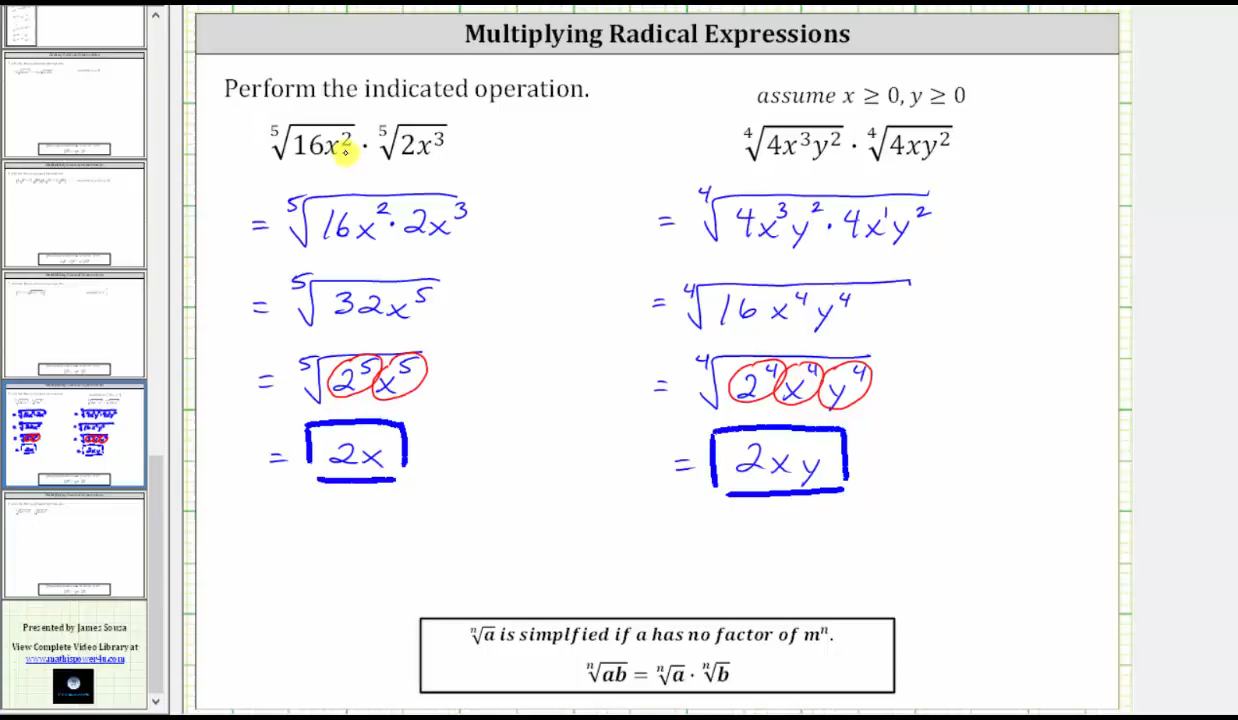 Multiplying Radical Expressions
Perform the indicated operation.
assume x ≥ 0, y ≥ 0
⁵√(16x²) · ⁵√(2x³)
= ⁵√(16x² · 2x³)
= ⁵√(32x⁵)
= ⁵√(2⁵x⁵)
= 2x
⁴√(4x³y²) · ⁴√(4xy²)
= ⁴√(4x³y² · 4x¹y²)
= ⁴√(16x⁴y⁴)
= ⁴√(2⁴x⁴y⁴)
= 2xy
ⁿ√a is simplfied if a has no factor of mⁿ.
ⁿ√ab = ⁿ√a · ⁿ√b
Presented by James Sousa
View Complete Video Library at
www.mathispower4u.com